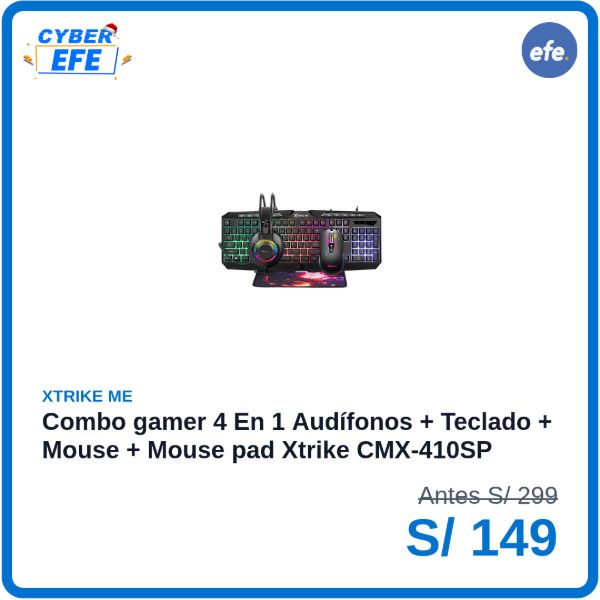 CYBER
EFE
efe.
XTRIKE ME
Combo gamer 4 En 1 Audífonos + Teclado +
Mouse + Mouse pad Xtrike CMX-410SP
Antes S/ 299
S/ 149